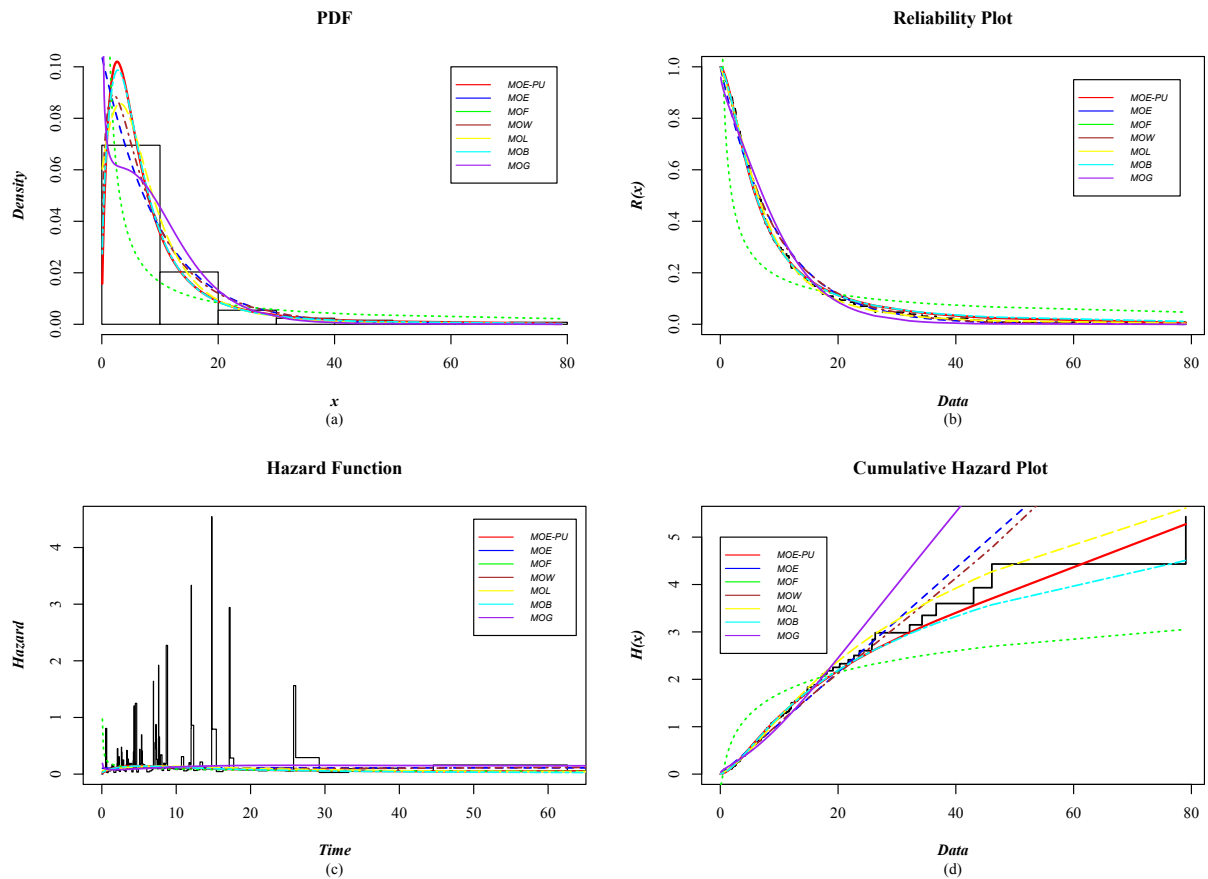 PDF
Density
0.00 0.02 0.04 0.06 0.08 0.10
MOE-PU
MOE
MOF
MOW
MOL
MOB
MOG
0 20 40 60 80
x
(a)
Reliability Plot
R(x)
0.0 0.2 0.4 0.6 0.8 1.0
MOE-PU
MOE
MOF
MOW
MOL
MOB
MOG
0 20 40 60 80
Data
(b)
Hazard Function
Hazard
0 1 2 3 4
MOE-PU
MOE
MOF
MOW
MOL
MOB
MOG
0 10 20 30 40 50 60
Time
(c)
Cumulative Hazard Plot
H(x)
0 1 2 3 4 5
MOE-PU
MOE
MOF
MOW
MOL
MOB
MOG
0 20 40 60 80
Data
(d)